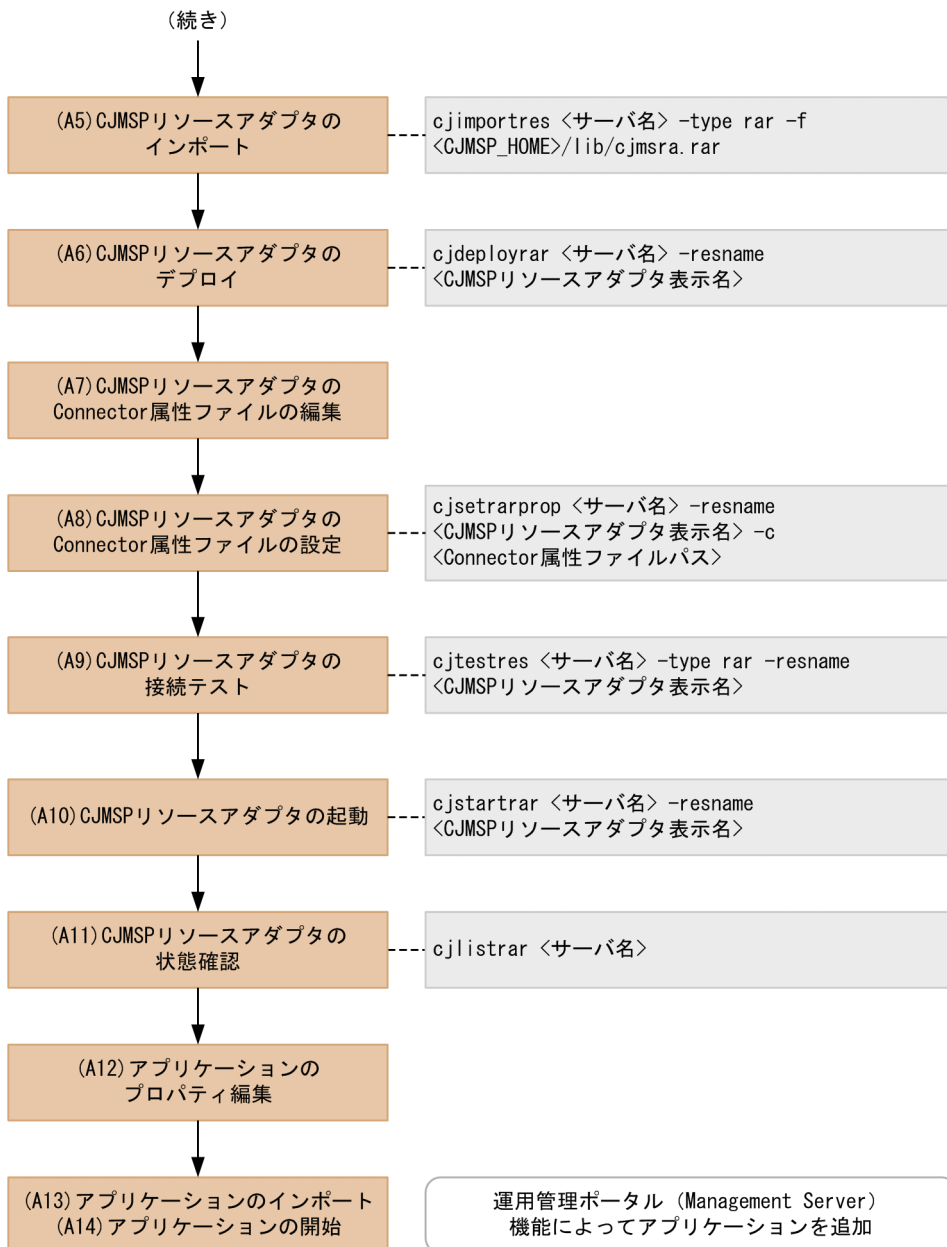 (続き)
(A5)CJMSPリソースアダプタの
インポート
cjimportres <サーバ名> -type rar -f
<CJMSP_HOME>/lib/cjmsra.rar
(A6)CJMSPリソースアダプタの
デプロイ
cjdeployrar <サーバ名> -resname
<CJMSPリソースアダプタ表示名>
(A7)CJMSPリソースアダプタの
Connector属性ファイルの編集
(A8)CJMSPリソースアダプタの
Connector属性ファイルの設定
cjsetrarprop <サーバ名> -resname
<CJMSPリソースアダプタ表示名> -c
<Connector属性ファイルパス>
(A9)CJMSPリソースアダプタの
接続テスト
cjtestres <サーバ名> -type rar -resname
<CJMSPリソースアダプタ表示名>
(A10)CJMSPリソースアダプタの起動
cjstartrar <サーバ名> -resname
<CJMSPリソースアダプタ表示名>
(A11)CJMSPリソースアダプタの
状態確認
cjlistrar <サーバ名>
(A12)アプリケーションの
プロパティ編集
(A13)アプリケーションのインポート
(A14)アプリケーションの開始
運用管理ポータル (Management Server)
機能によってアプリケーションを追加